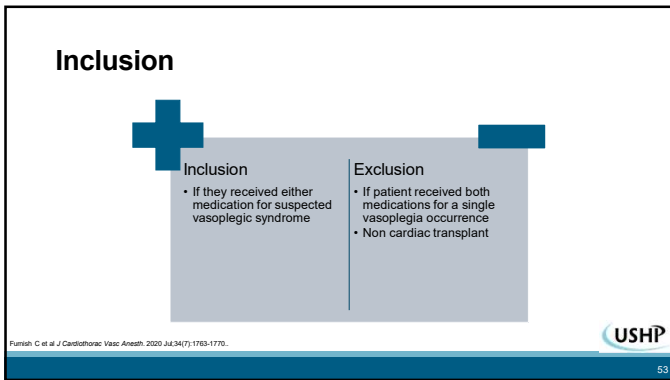 Inclusion
Inclusion
• If they received either
medication for suspected
vasoplegic syndrome
Exclusion
• If patient received both
medications for a single
vasoplegia occurrence
• Non cardiac transplant
Furnish C et al J Cardiothorac Vasc Anesth. 2020 Jul;34(7):1763-1770..
USHP
53